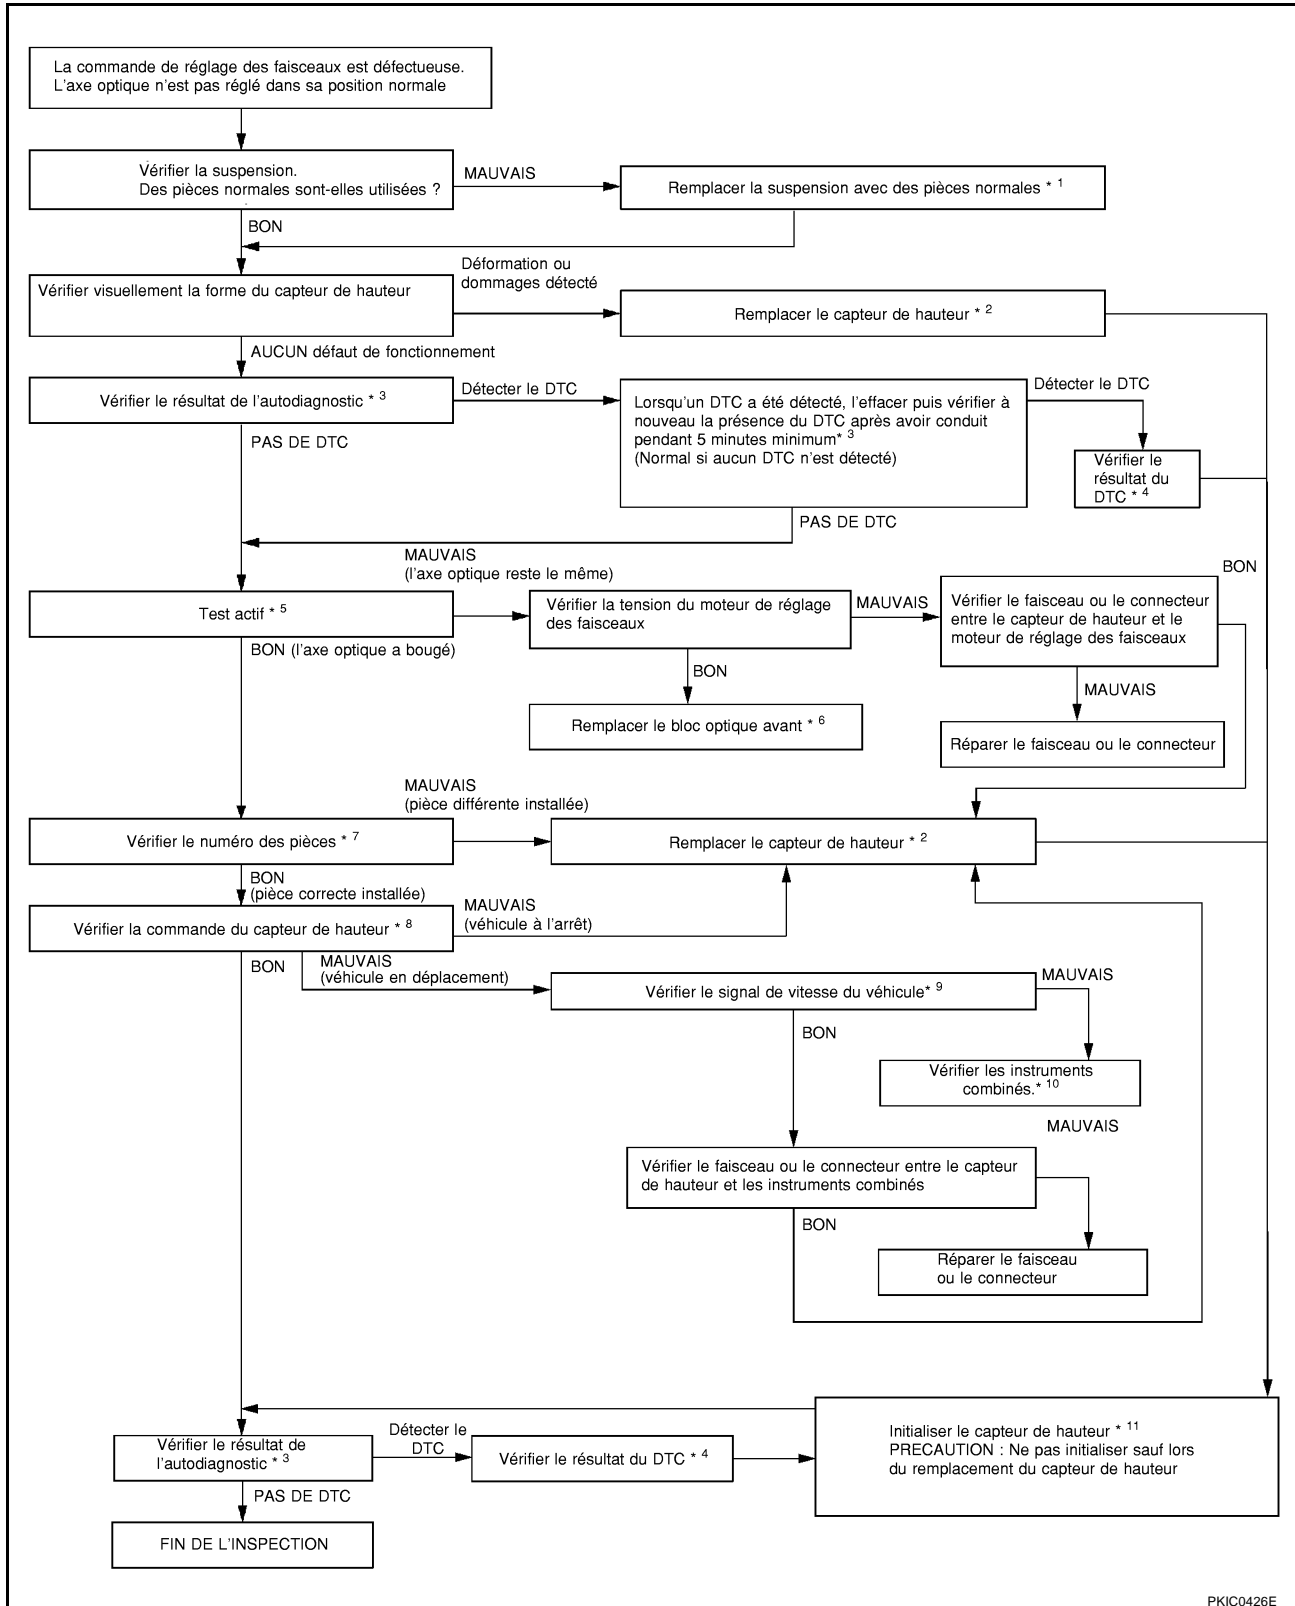 La commande de réglage des faisceaux est défectueuse.
L'axe optique n'est pas réglé dans sa position normale
Vérifier la suspension.
Des pièces normales sont-elles utilisées ?
MAUVAIS
Remplacer la suspension avec des pièces normales * 1
BON
Vérifier visuellement la forme du capteur de hauteur
Déformation ou
dommages détecté
Remplacer le capteur de hauteur * 2
AUCUN défaut de fonctionnement
Vérifier le résultat de l'autodiagnostic * 3
Détecter le DTC
Lorsqu'un DTC a été détecté, l'effacer puis vérifier à
nouveau la présence du DTC après avoir conduit
pendant 5 minutes minimum* 3
(Normal si aucun DTC n'est détecté)
Détecter le DTC
Vérifier le
résultat du
DTC * 4
PAS DE DTC
PAS DE DTC
MAUVAIS
(l'axe optique reste le même)
Test actif * 5
Vérifier la tension du moteur de réglage
des faisceaux
MAUVAIS
Vérifier le faisceau ou le connecteur
entre le capteur de hauteur et le
moteur de réglage des faisceaux
BON
BON (l'axe optique a bougé)
BON
MAUVAIS
Remplacer le bloc optique avant * 6
Réparer le faisceau ou le connecteur
MAUVAIS
(pièce différente installée)
Vérifier le numéro des pièces * 7
Remplacer le capteur de hauteur * 2
BON
(pièce correcte installée)
Vérifier la commande du capteur de hauteur * 8
MAUVAIS
(véhicule à l'arrêt)
BON
MAUVAIS
(véhicule en déplacement)
Vérifier le signal de vitesse du véhicule* 9
MAUVAIS
BON
Vérifier les instruments
combinés.* 10
MAUVAIS
Vérifier le faisceau ou le connecteur entre le capteur
de hauteur et les instruments combinés
BON
Réparer le faisceau
ou le connecteur
Initialiser le capteur de hauteur * 11
PRECAUTION : Ne pas initialiser sauf lors
du remplacement du capteur de hauteur
Vérifier le résultat de
l'autodiagnostic * 3
Détecter le
DTC
Vérifier le résultat du DTC * 4
PAS DE DTC
FIN DE L'INSPECTION
PKIC0426E